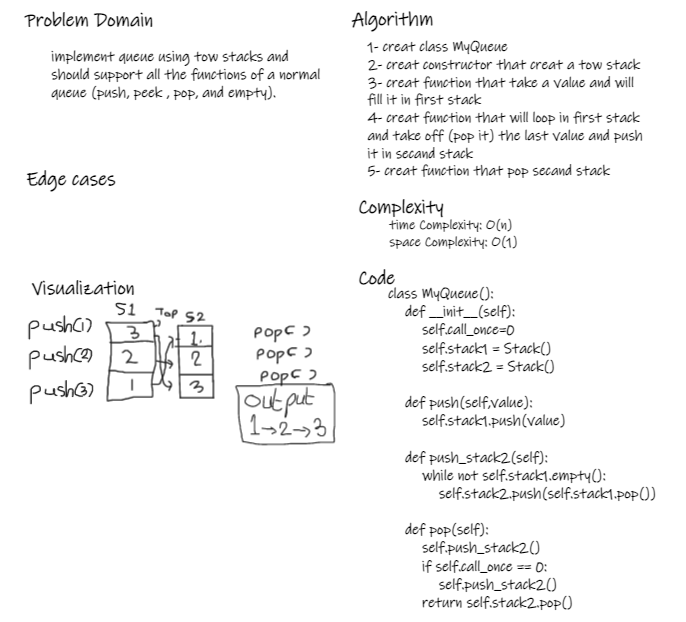 Problem Domain
implement queue using tow stacks and
should support all the functions of a normal
queue (push, peek , pop, and empty).
Edge cases
Visualization
S1 Top S2
push(1)
push(2)
push(3)
3
2
1
1.
2
3
pop( )
pop( )
pop( )
output
1→2→3
Algorithm
1- creat class MyQueue
2- creat constructor that creat a tow stack
3- creat function that take a value and will
fill it in first stack
4- creat function that will loop in first stack
and take off (pop it) the last value and push
it in secand stack
5- creat function that pop secand stack
Complexity
time Complexity: O(n)
space Complexity: O(1)
Code
class MyQueue():
def __init__(self):
self.call_once=0
self.stack1 = Stack()
self.stack2 = Stack()
def push(self,value):
self.stack1.push(value)
def push_stack2(self):
while not self.stack1.empty():
self.stack2.push(self.stack1.pop())
def pop(self):
self.push_stack2()
if self.call_once == 0:
self.push_stack2()
return self.stack2.pop()